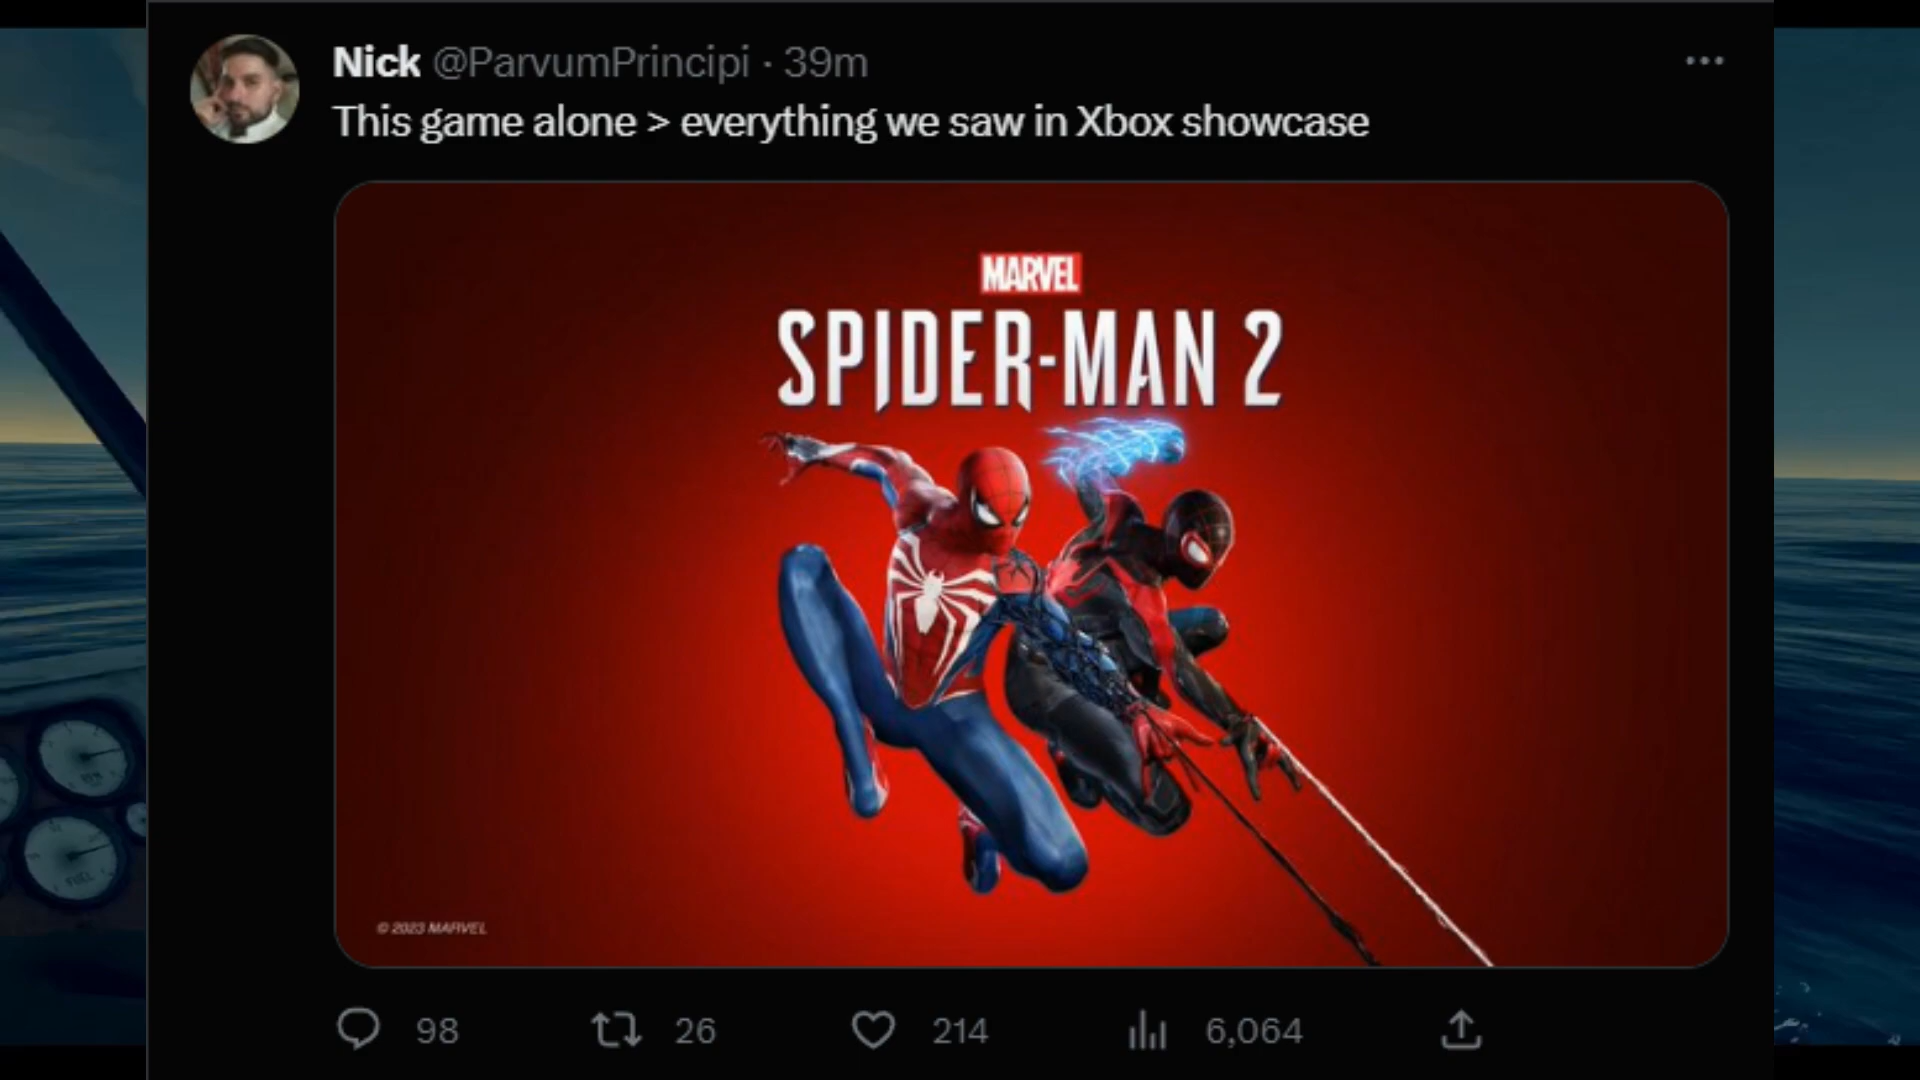 Nick @ParvumPrincipi · 39m
This game alone > everything we saw in Xbox showcase
MARVEL
SPIDER-MAN 2
© 2023 MARVEL
98 26 214 6,064
FUEL